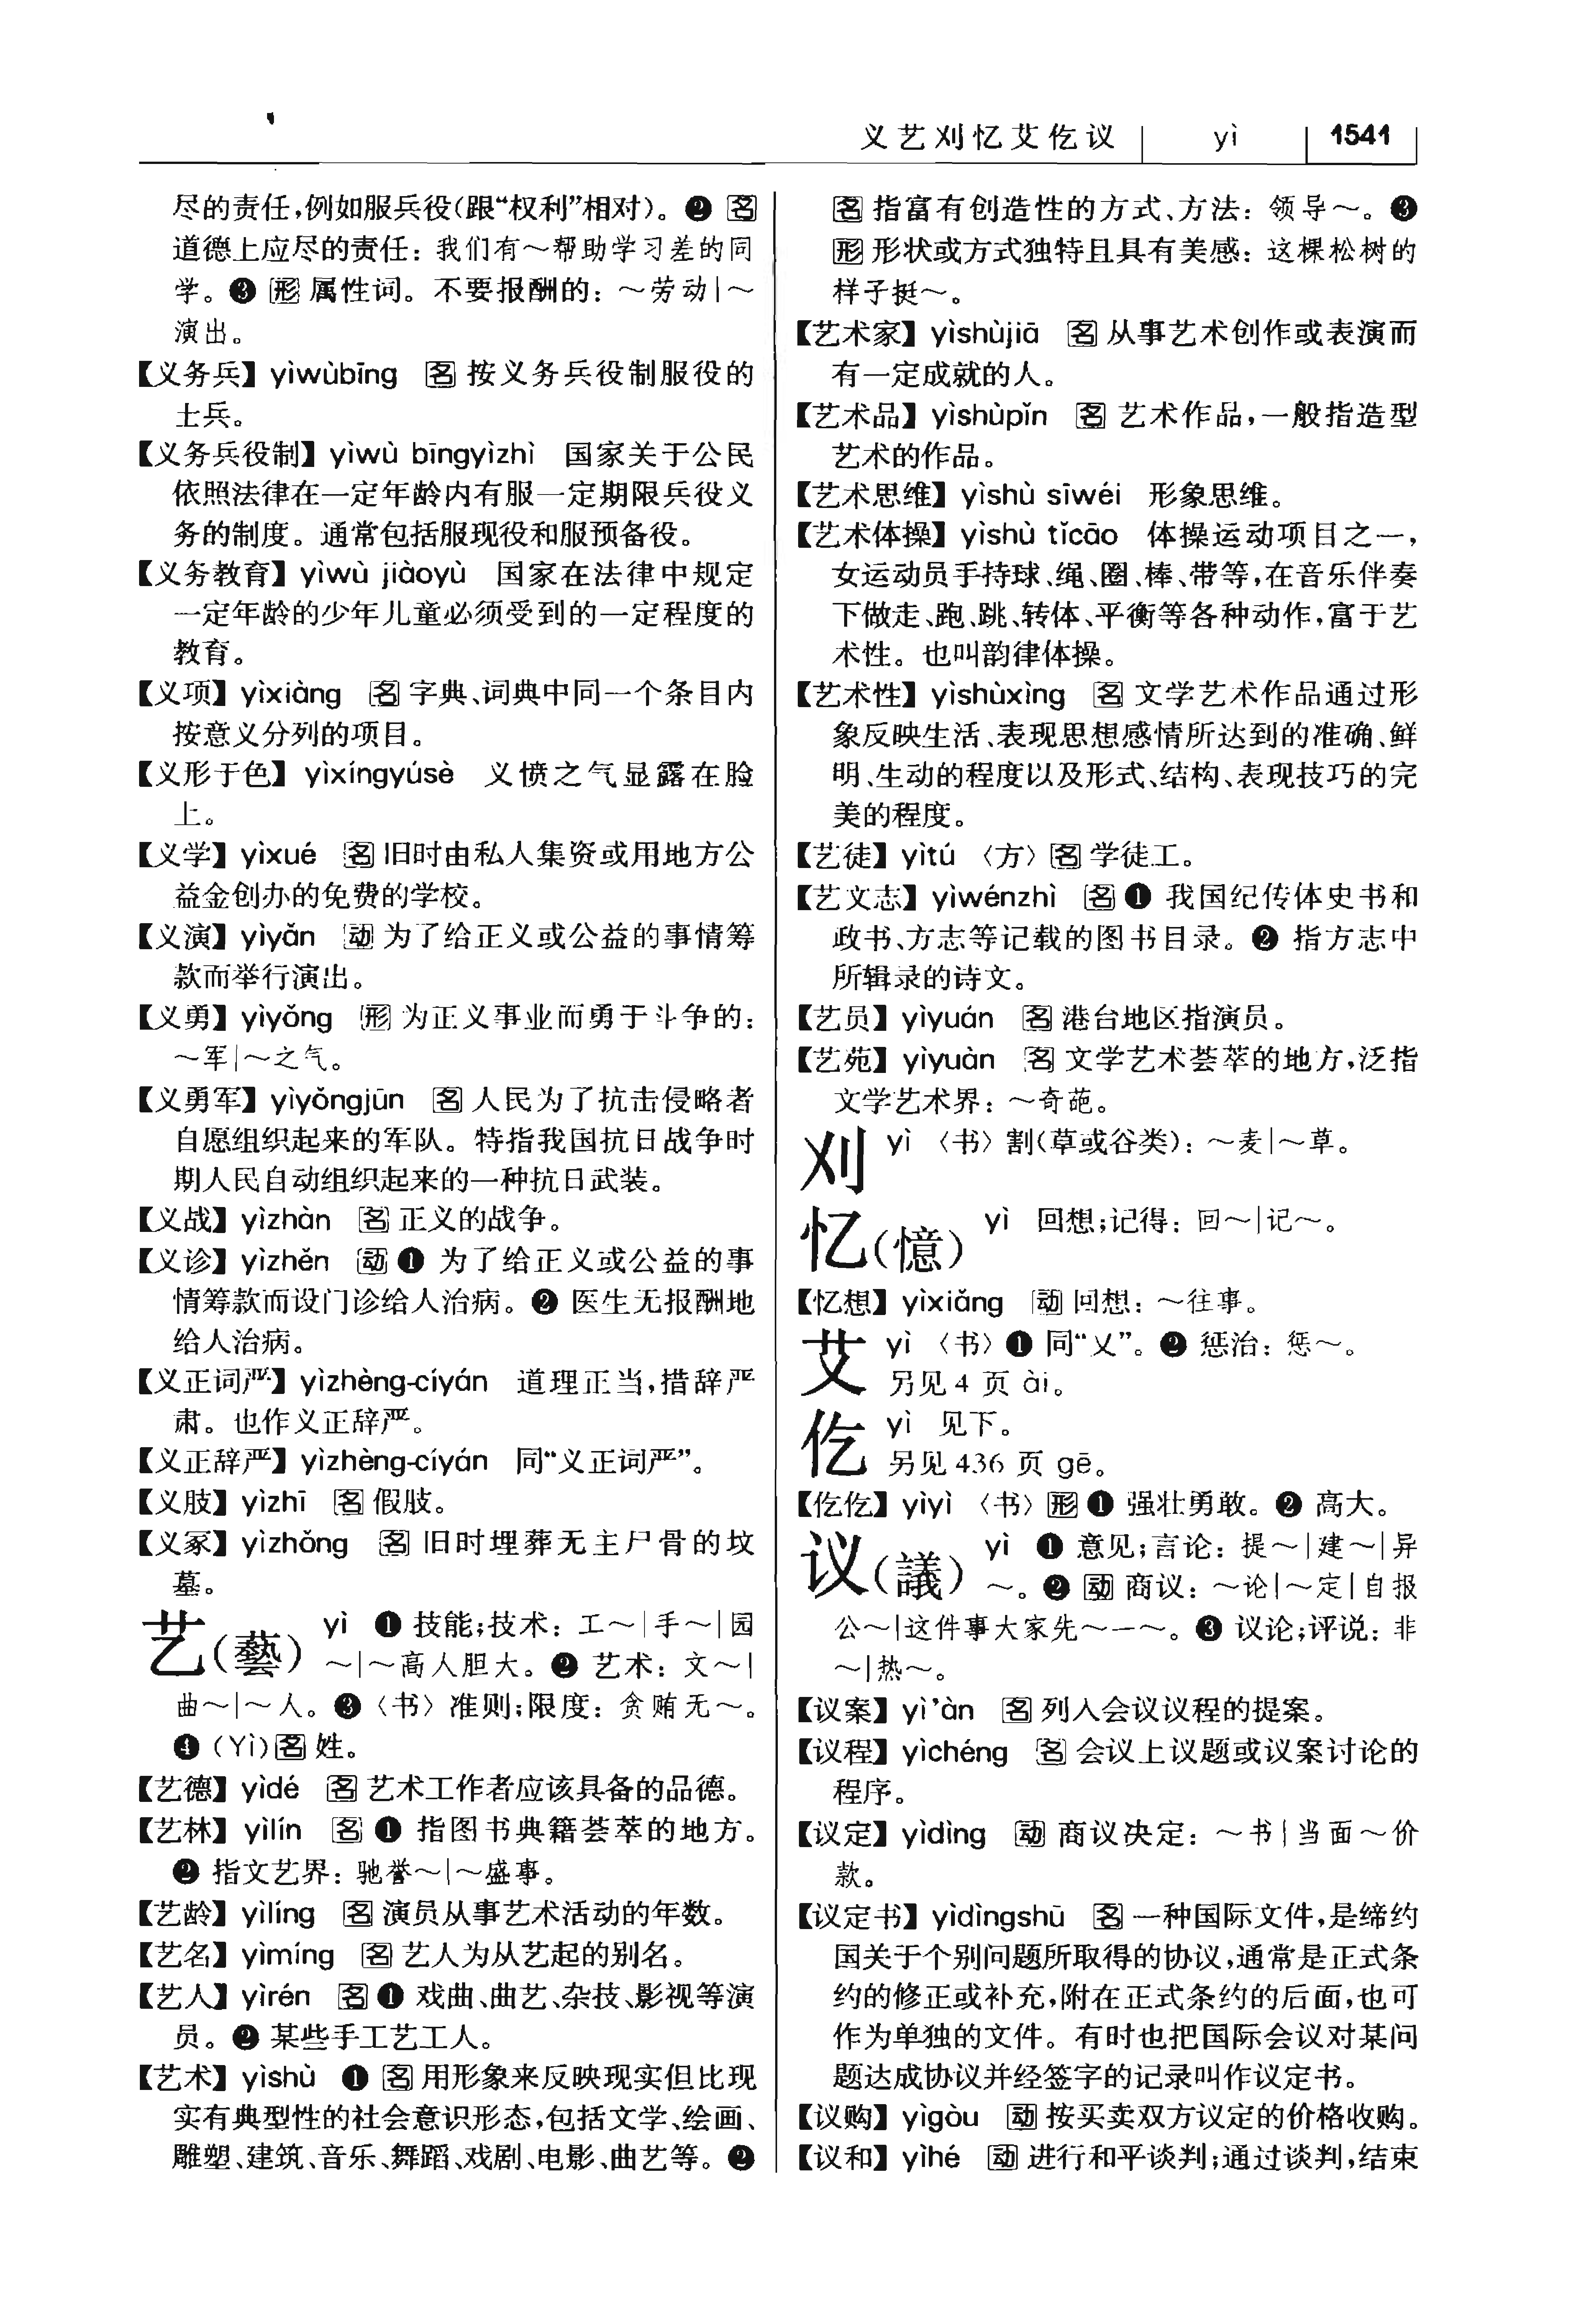 义艺刈忆艾仡议 yì 1541
尽的责任,例如服兵役(跟“权利”相对)。❷ 名
道德上应尽的责任:我们有~帮助学习差的同
学。❸ 形 属性词。不要报酬的:~劳动|~
演出。
【义务兵】yìwùbīng 名 按义务兵役制服役的
士兵。
【义务兵役制】yìwù bīngyìzhì 国家关于公民
依照法律在一定年龄内有服一定期限兵役义
务的制度。通常包括服现役和服预备役。
【义务教育】yìwù jiàoyù 国家在法律中规定
一定年龄的少年儿童必须受到的一定程度的
教育。
【义项】yìxiàng 名 字典、词典中同一个条目内
按意义分列的项目。
【义形于色】yìxíngyúsè 义愤之气显露在脸
上。
【义学】yìxué 名 旧时由私人集资或用地方公
益金创办的免费的学校。
【义演】yìyǎn 动 为了给正义或公益的事情筹
款而举行演出。
【义勇】yìyǒng 形 为正义事业而勇于斗争的:
~军|~之气。
【义勇军】yìyǒngjūn 名 人民为了抗击侵略者
自愿组织起来的军队。特指我国抗日战争时
期人民自动组织起来的一种抗日武装。
【义战】yìzhàn 名 正义的战争。
【义诊】yìzhěn 动 ❶ 为了给正义或公益的事
情筹款而设门诊给人治病。❷ 医生无报酬地
给人治病。
【义正词严】yìzhèng-cíyán 道理正当,措辞严
肃。也作义正辞严。
【义正辞严】yìzhèng-cíyán 同“义正词严”。
【义肢】yìzhī 名 假肢。
【义冢】yìzhǒng 名 旧时埋葬无主尸骨的坟
墓。
艺(藝) yì ❶ 技能;技术:工~|手~|园
~|~高人胆大。❷ 艺术:文~|
曲~|~人。❸〈书〉准则;限度:贪贿无~。
❹ (Yì) 名 姓。
【艺德】yìdé 名 艺术工作者应该具备的品德。
【艺林】yìlín 名 ❶ 指图书典籍荟萃的地方。
❷ 指文艺界:驰誉~|~盛事。
【艺龄】yìlíng 名 演员从事艺术活动的年数。
【艺名】yìmíng 名 艺人为从艺起的别名。
【艺人】yìrén 名 ❶ 戏曲、曲艺、杂技、影视等演
员。❷ 某些手工艺工人。
【艺术】yìshù ❶ 名 用形象来反映现实但比现
实有典型性的社会意识形态,包括文学、绘画、
雕塑、建筑、音乐、舞蹈、戏剧、电影、曲艺等。❷
名 指富有创造性的方式、方法:领导~。❸
形 形状或方式独特且具有美感:这棵松树的
样子挺~。
【艺术家】yìshùjiā 名 从事艺术创作或表演而
有一定成就的人。
【艺术品】yìshùpǐn 名 艺术作品,一般指造型
艺术的作品。
【艺术思维】yìshù sīwéi 形象思维。
【艺术体操】yìshù tǐcāo 体操运动项目之一,
女运动员手持球、绳、圈、棒、带等,在音乐伴奏
下做走、跑、跳、转体、平衡等各种动作,富于艺
术性。也叫韵律体操。
【艺术性】yìshùxìng 名 文学艺术作品通过形
象反映生活、表现思想感情所达到的准确、鲜
明、生动的程度以及形式、结构、表现技巧的完
美的程度。
【艺徒】yìtú 〈方〉名 学徒工。
【艺文志】yìwénzhì 名 ❶ 我国纪传体史书和
政书、方志等记载的图书目录。❷ 指方志中
所辑录的诗文。
【艺员】yìyuán 名 港台地区指演员。
【艺苑】yìyuàn 名 文学艺术荟萃的地方,泛指
文学艺术界:~奇葩。
刈 yì 〈书〉割(草或谷类):~麦|~草。
忆(憶) yì 回想;记得:回~|记~。
【忆想】yìxiǎng 动 回想:~往事。
艾 yì 〈书〉❶ 同“乂”。❷ 惩治:惩~。
另见 4 页 ài。
仡 yì 见下。
另见 436 页 gē。
【仡仡】yìyì 〈书〉形 ❶ 强壮勇敢。❷ 高大。
议(議) yì ❶ 意见;言论:提~|建~|异
~。❷ 动 商议:~论|~定|自报
公~|这件事大家先~一~。❸ 议论;评说:非
~|热~。
【议案】yì’àn 名 列入会议议程的提案。
【议程】yìchéng 名 会议上议题或议案讨论的
程序。
【议定】yìdìng 动 商议决定:~书|当面~价
款。
【议定书】yìdìngshū 名 一种国际文件,是缔约
国关于个别问题所取得的协议,通常是正式条
约的修正或补充,附在正式条约的后面,也可
作为单独的文件。有时也把国际会议对某问
题达成协议并经签字的记录叫作议定书。
【议购】yìgòu 动 按买卖双方议定的价格收购。
【议和】yìhé 动 进行和平谈判;通过谈判,结束